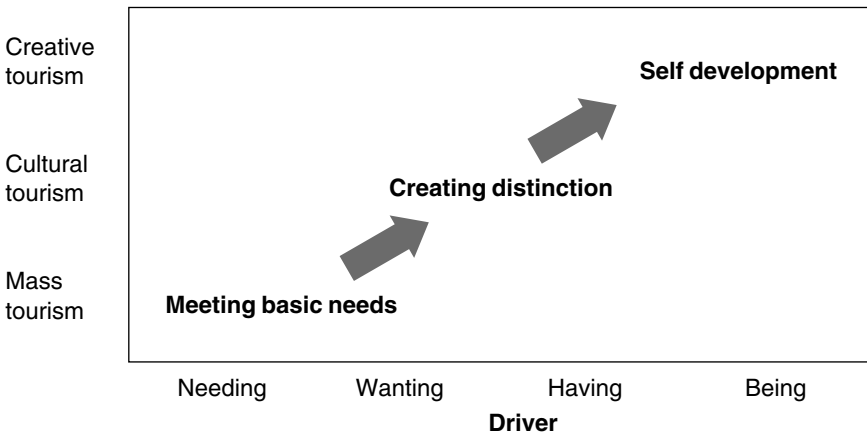 Creative
tourism
Self development
Cultural
tourism
Creating distinction
Mass
tourism
Meeting basic needs
Needing Wanting Having Being
Driver